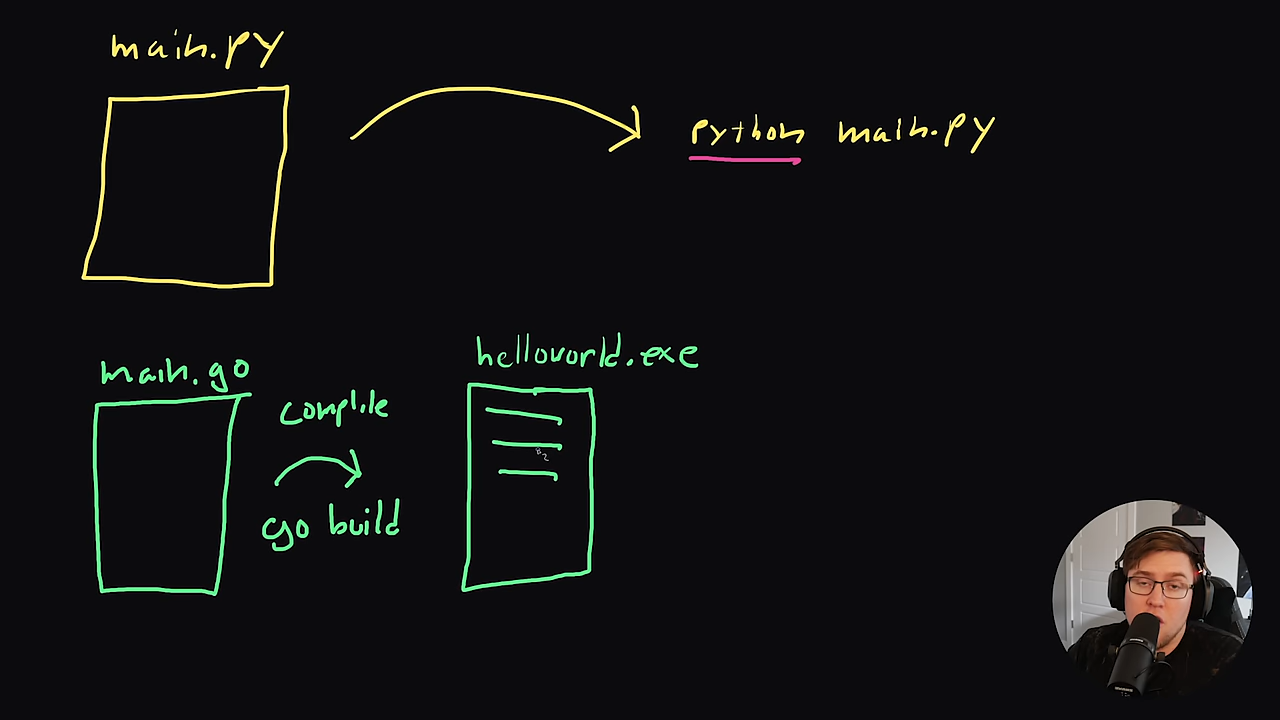 main.py
python main.py
main.go
helloworld.exe
compile
go build